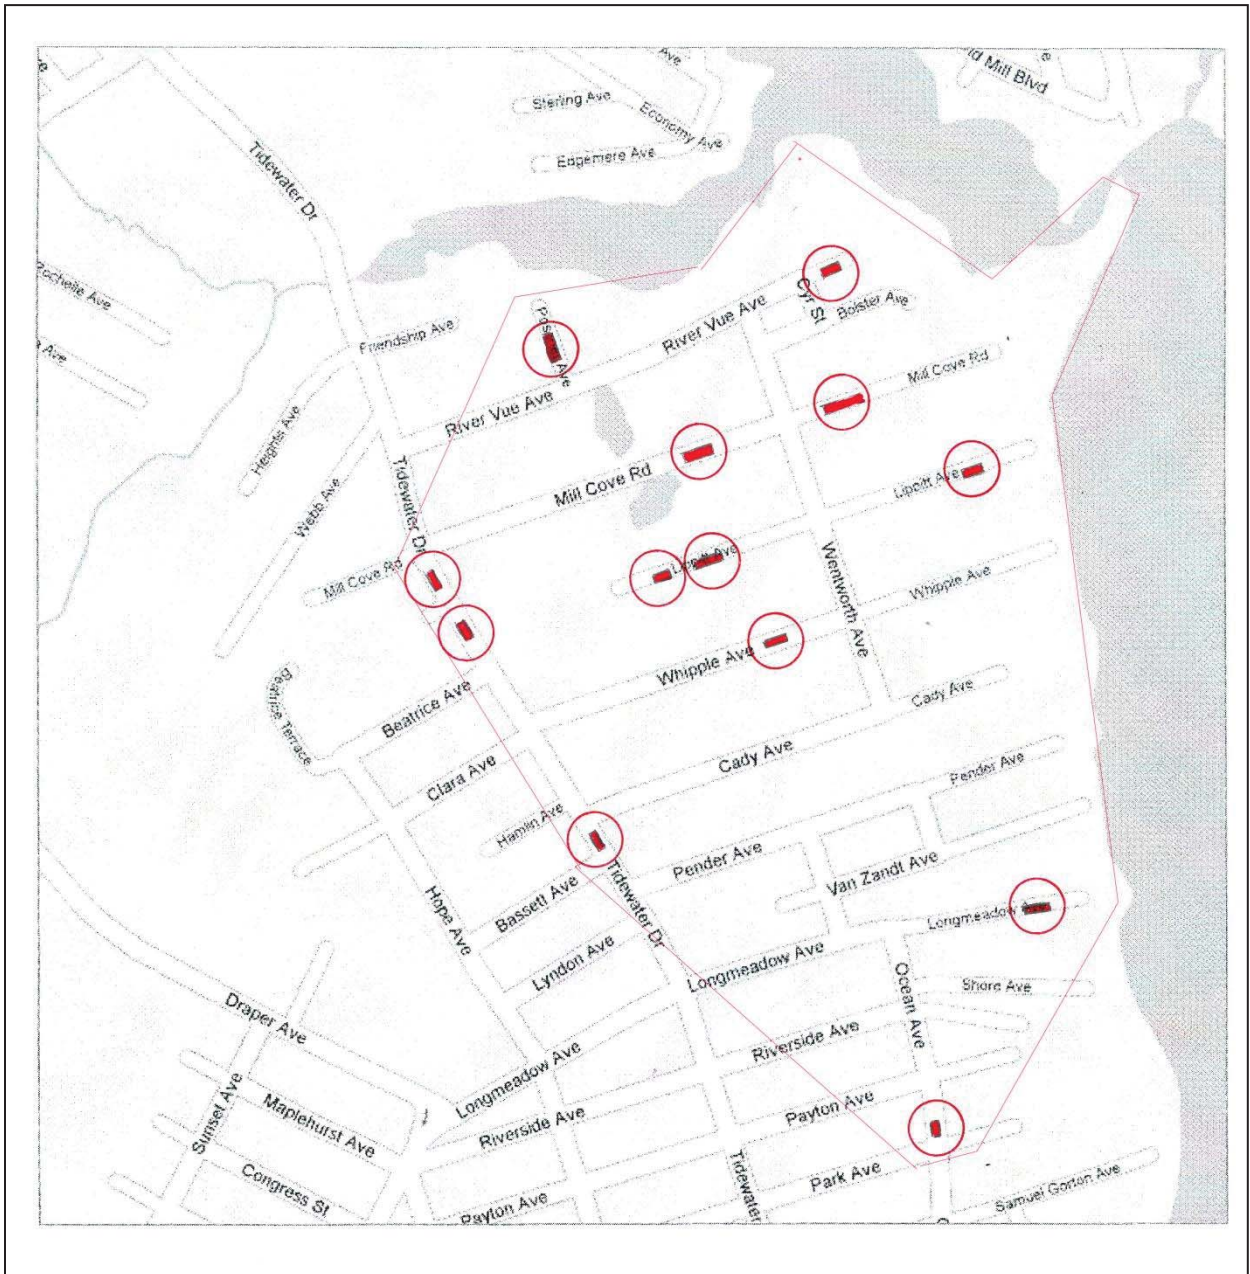 Ave
Mill Blvd
Sterling Ave
Economy Ave
Edgemere Ave
Tidewater Dr
Rochelle Ave
Ave
Friendship Ave
River Vue Ave
Cyr St
Bolster Ave
River Vue Ave
Mill Cove Rd
Heights Ave
Webb Ave
Tidewater Dr
Mill Cove Rd
Lippitt Ave
Mill Cove Rd
Lippitt Ave
Wentworth Ave
Whipple Ave
Whipple Ave
Beatrice Terrace
Beatrice Ave
Cady Ave
Cady Ave
Clara Ave
Pender Ave
Hamlin Ave
Pender Ave
Van Zandt Ave
Hope Ave
Bassett Ave
Tidewater Dr
Longmeadow
Lyndon Ave
Longmeadow Ave
Ocean Ave
Shore Ave
Draper Ave
Riverside Ave
Longmeadow Ave
Sunset Ave
Maplehurst Ave
Riverside Ave
Payton Ave
Congress St
Payton Ave
Tidewater
Park Ave
Samuel Gorton Ave